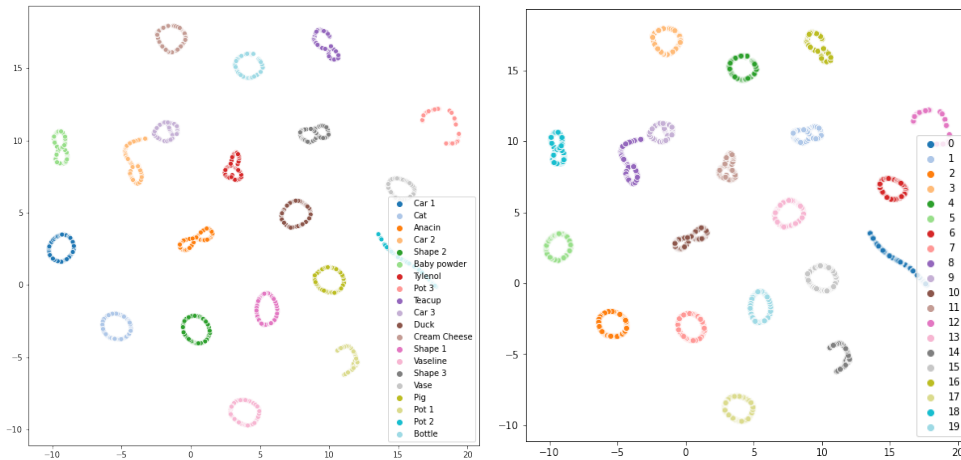 15
10
5
0
−5
−10
−10
−5
0
5
10
15
20
Car 1
Cat
Anacin
Car 2
Shape 2
Baby powder
Tylenol
Pot 3
Teacup
Car 3
Duck
Cream Cheese
Shape 1
Vaseline
Shape 3
Vase
Pig
Pot 1
Pot 2
Bottle
15
10
5
0
−5
−10
−10
−5
0
5
10
15
20
0
1
2
3
4
5
6
7
8
9
10
11
12
13
14
15
16
17
18
19